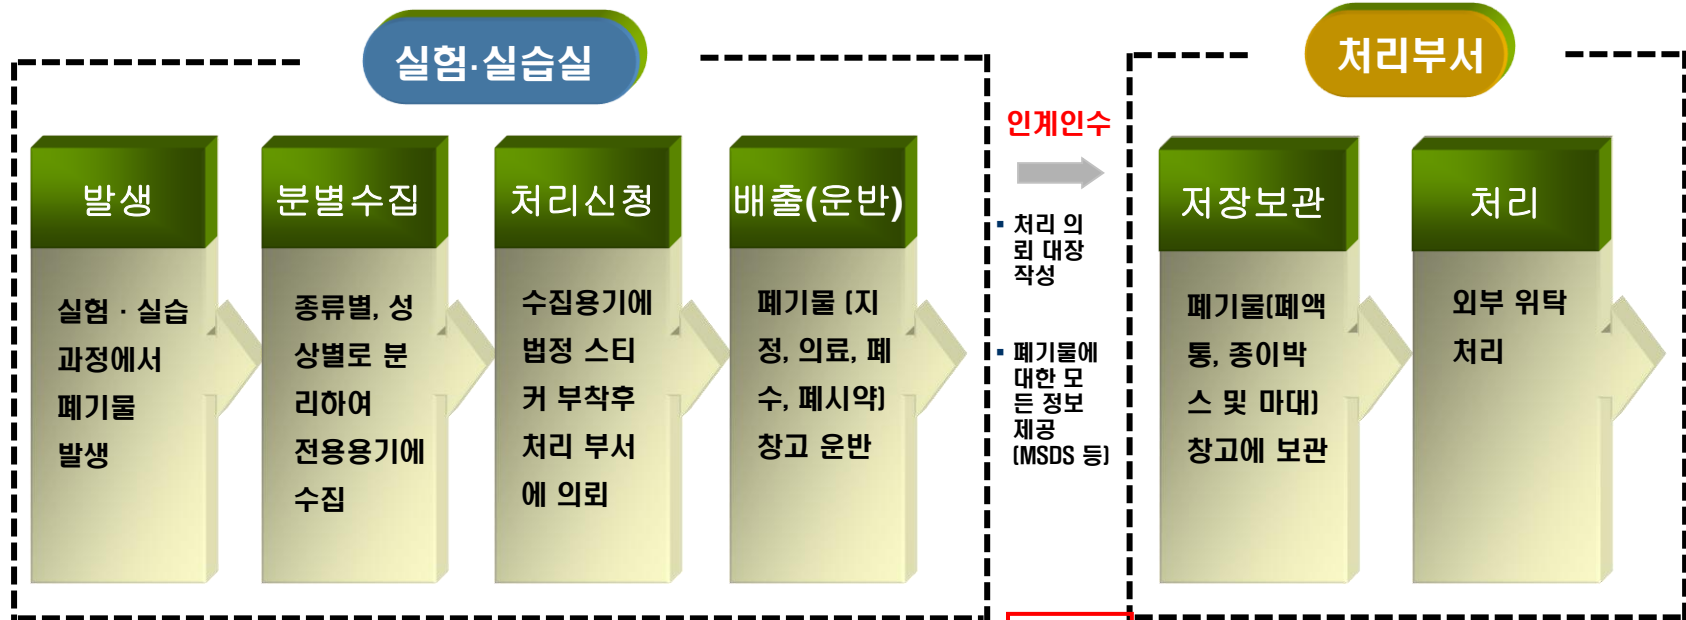 실험·실습실
처리부서
발생
실험 · 실습
과정에서
폐기물
발생
분별수집
종류별, 성
상별로 분
리하여
전용용기에
수집
처리신청
수집용기에
법정 스티
커 부착후
처리 부서
에 의뢰
배출(운반)
폐기물 (지
정, 의료, 폐
수, 폐시약)
창고 운반
인계인수
▪ 처리 의
뢰 대장
작성
▪ 폐기물에
대한 모
든 정보
제공
(MSDS 등)
저장보관
폐기물(폐액
통, 종이박
스 및 마대)
창고에 보관
처리
외부 위탁
처리